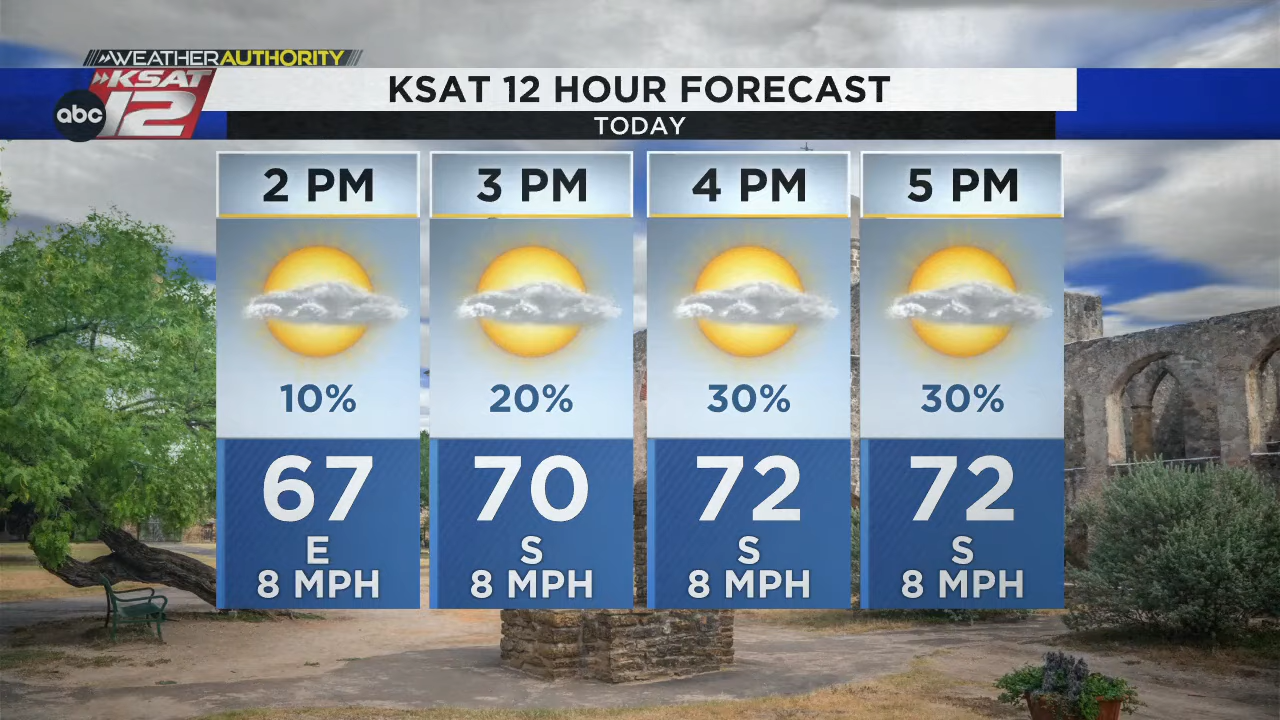 WEATHERAUTHORITY
KSAT
abc 12
KSAT 12 HOUR FORECAST
TODAY
2 PM
10%
67
E
8 MPH
3 PM
20%
70
S
8 MPH
4 PM
30%
72
S
8 MPH
5 PM
30%
72
S
8 MPH